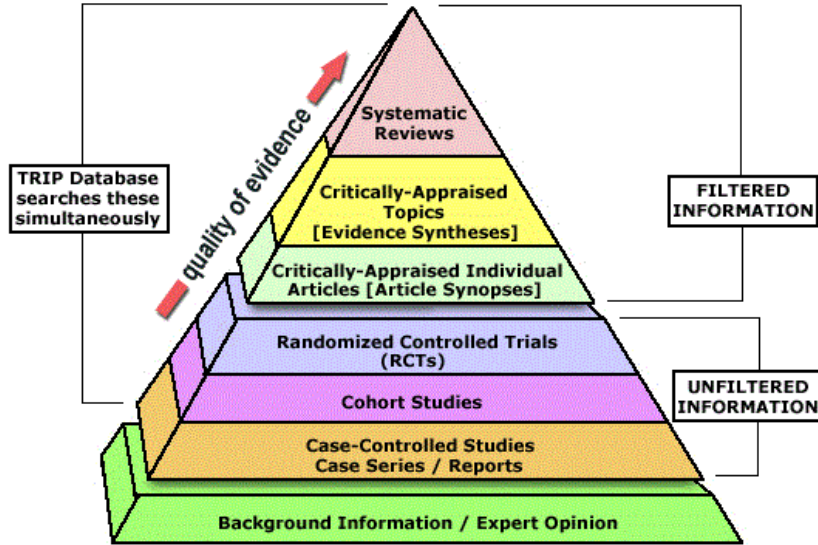 Systematic
Reviews
quality of evidence
TRIP Database
searches these
simultaneously
Critically-Appraised
Topics
[Evidence Syntheses]
FILTERED
INFORMATION
Critically-Appraised Individual
Articles [Article Synopses]
Randomized Controlled Trials
(RCTs)
UNFILTERED
INFORMATION
Cohort Studies
Case-Controlled Studies
Case Series / Reports
Background Information / Expert Opinion